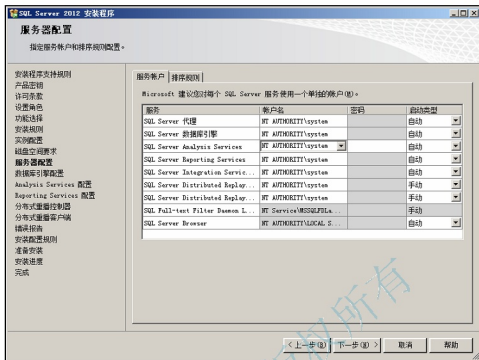 SQL Server 2012 安装程序
服务器配置
指定服务帐户和排序规则配置。
安装程序支持规则
产品密钥
许可条款
设置角色
功能选择
安装规则
实例配置
磁盘空间要求
服务器配置
数据库引擎配置
Analysis Services 配置
Reporting Services 配置
分布式重播控制器
分布式重播客户端
错误报告
安装配置规则
准备安装
安装进度
完成
服务帐户 排序规则
Microsoft 建议您对每个 SQL Server 服务使用一个单独的帐户(M)。
服务 帐户名 密码 启动类型
SQL Server 代理 NT AUTHORITY\system 自动
SQL Server 数据库引擎 NT AUTHORITY\system 自动
SQL Server Analysis Services NT AUTHORITY\system 自动
SQL Server Reporting Services NT AUTHORITY\system 自动
SQL Server Integration Servic... NT AUTHORITY\system 自动
SQL Server Distributed Replay... NT AUTHORITY\system 手动
SQL Server Distributed Replay... NT AUTHORITY\system 手动
SQL Full-text Filter Daemon L... NT Service\MSSQLFDLa... 手动
SQL Server Browser NT AUTHORITY\LOCAL S... 自动
权所有
< 上一步(B) 下一步(N) > 取消 帮助